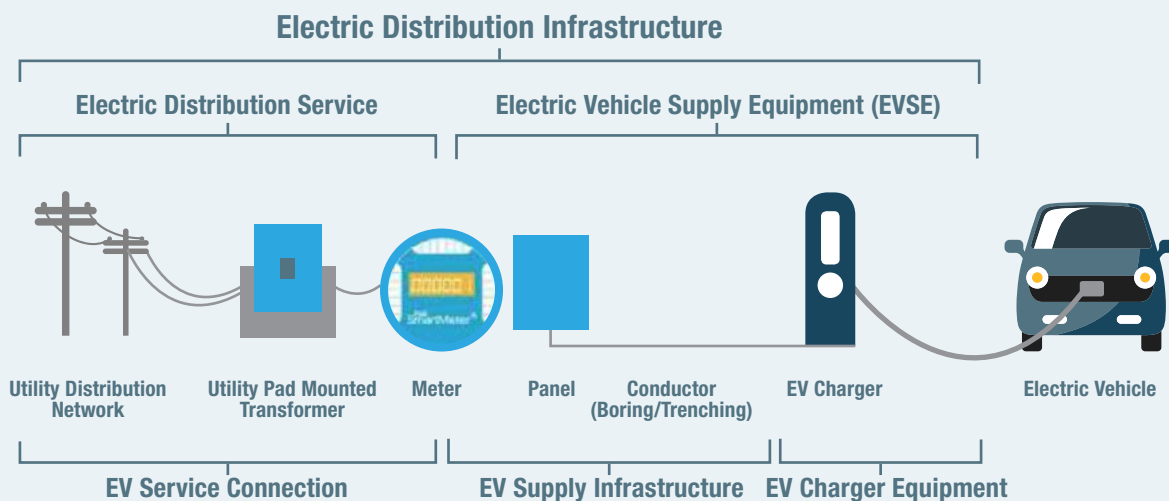 Electric Distribution Infrastructure
Electric Distribution Service
Electric Vehicle Supply Equipment (EVSE)
SmartMeter
Utility Distribution
Network
Utility Pad Mounted
Transformer
Meter
Panel
Conductor
(Boring/Trenching)
EV Charger
Electric Vehicle
EV Service Connection
EV Supply Infrastructure
EV Charger Equipment